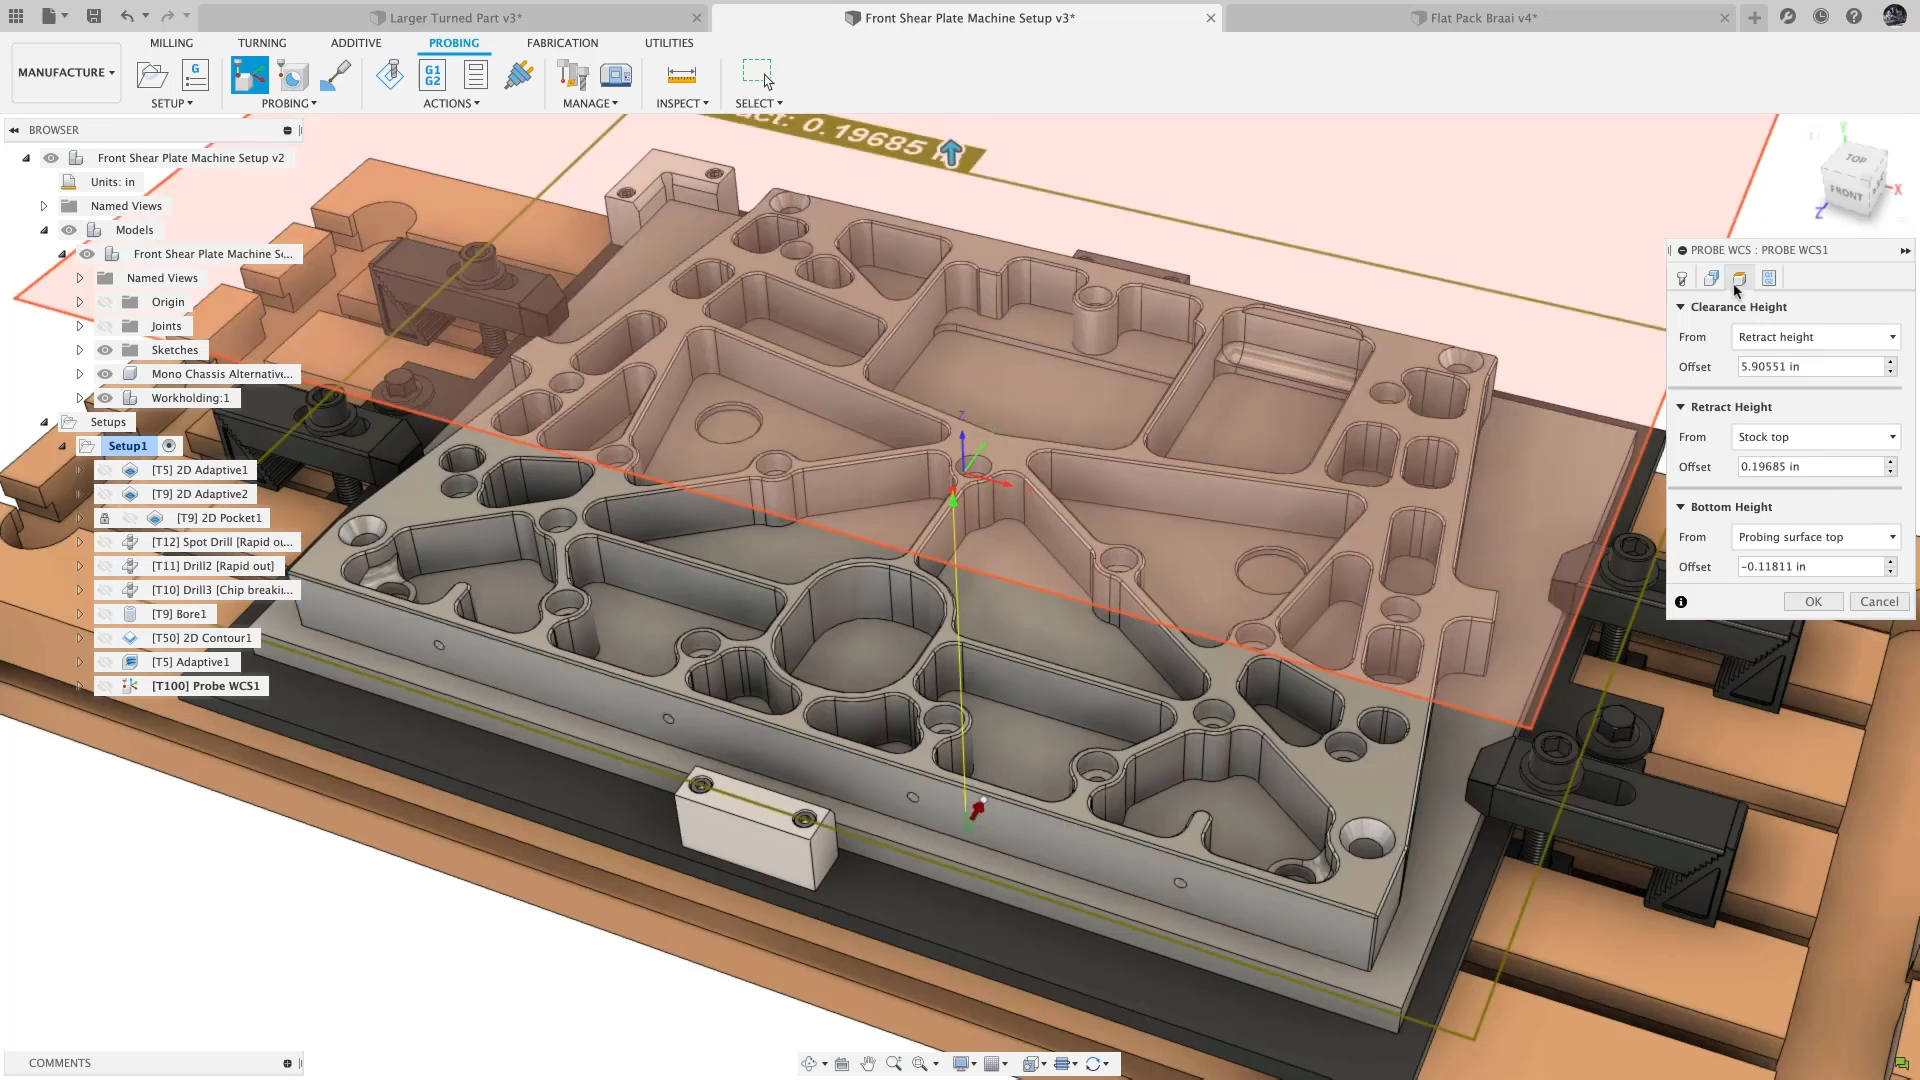 Larger Turned Part v3*
Front Shear Plate Machine Setup v3*
Flat Pack Braai v4*
MANUFACTURE
MILLING
TURNING
ADDITIVE
PROBING
FABRICATION
UTILITIES
G
G1
G2
SETUP
PROBING
ACTIONS
MANAGE
INSPECT
SELECT
BROWSER
Front Shear Plate Machine Setup v2
Units: in
Named Views
Models
Front Shear Plate Machine S...
Named Views
Origin
Joints
Sketches
Mono Chassis Alternativ...
Workholding:1
Setups
Setup1
[T5] 2D Adaptive1
[T9] 2D Adaptive2
[T9] 2D Pocket1
[T12] Spot Drill [Rapid ou...
[T11] Drill2 [Rapid out]
[T10] Drill3 [Chip breaki...
[T9] Bore1
[T50] 2D Contour1
[T5] Adaptive1
[T100] Probe WCS1
0.19685
Z
Y
TOP
FRONT
X
Z
PROBE WCS : PROBE WCS1
Clearance Height
From Retract height
Offset 5.90551 in
Retract Height
From Stock top
Offset 0.19685 in
Bottom Height
From Probing surface top
Offset -0.11811 in
OK Cancel
COMMENTS